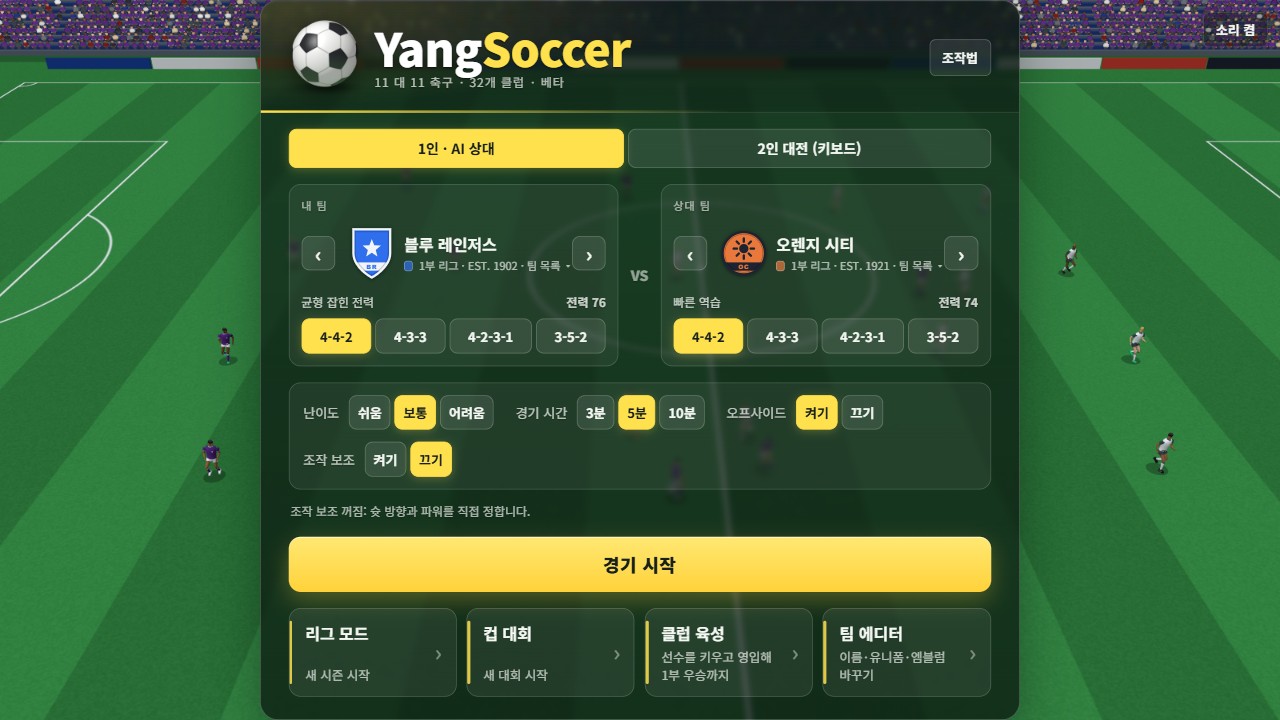 소리 켬
YangSoccer
11 대 11 축구 · 32개 클럽 · 베타
조작법
1인 · AI 상대
2인 대전 (키보드)
내 팀
‹
BR
블루 레인저스
1부 리그 · EST. 1902 · 팀 목록
›
균형 잡힌 전력
전력 76
4-4-2
4-3-3
4-2-3-1
3-5-2
VS
상대 팀
‹
OC
오렌지 시티
1부 리그 · EST. 1921 · 팀 목록
›
빠른 역습
전력 74
4-4-2
4-3-3
4-2-3-1
3-5-2
난이도 쉬움 보통 어려움 경기 시간 3분 5분 10분 오프사이드 켜기 끄기
조작 보조 켜기 끄기
조작 보조 꺼짐: 슛 방향과 파워를 직접 정합니다.
경기 시작
리그 모드
새 시즌 시작
›
컵 대회
새 대회 시작
›
클럽 육성
선수를 키우고 영입해
1부 우승까지
›
팀 에디터
이름·유니폼·엠블럼
바꾸기
›